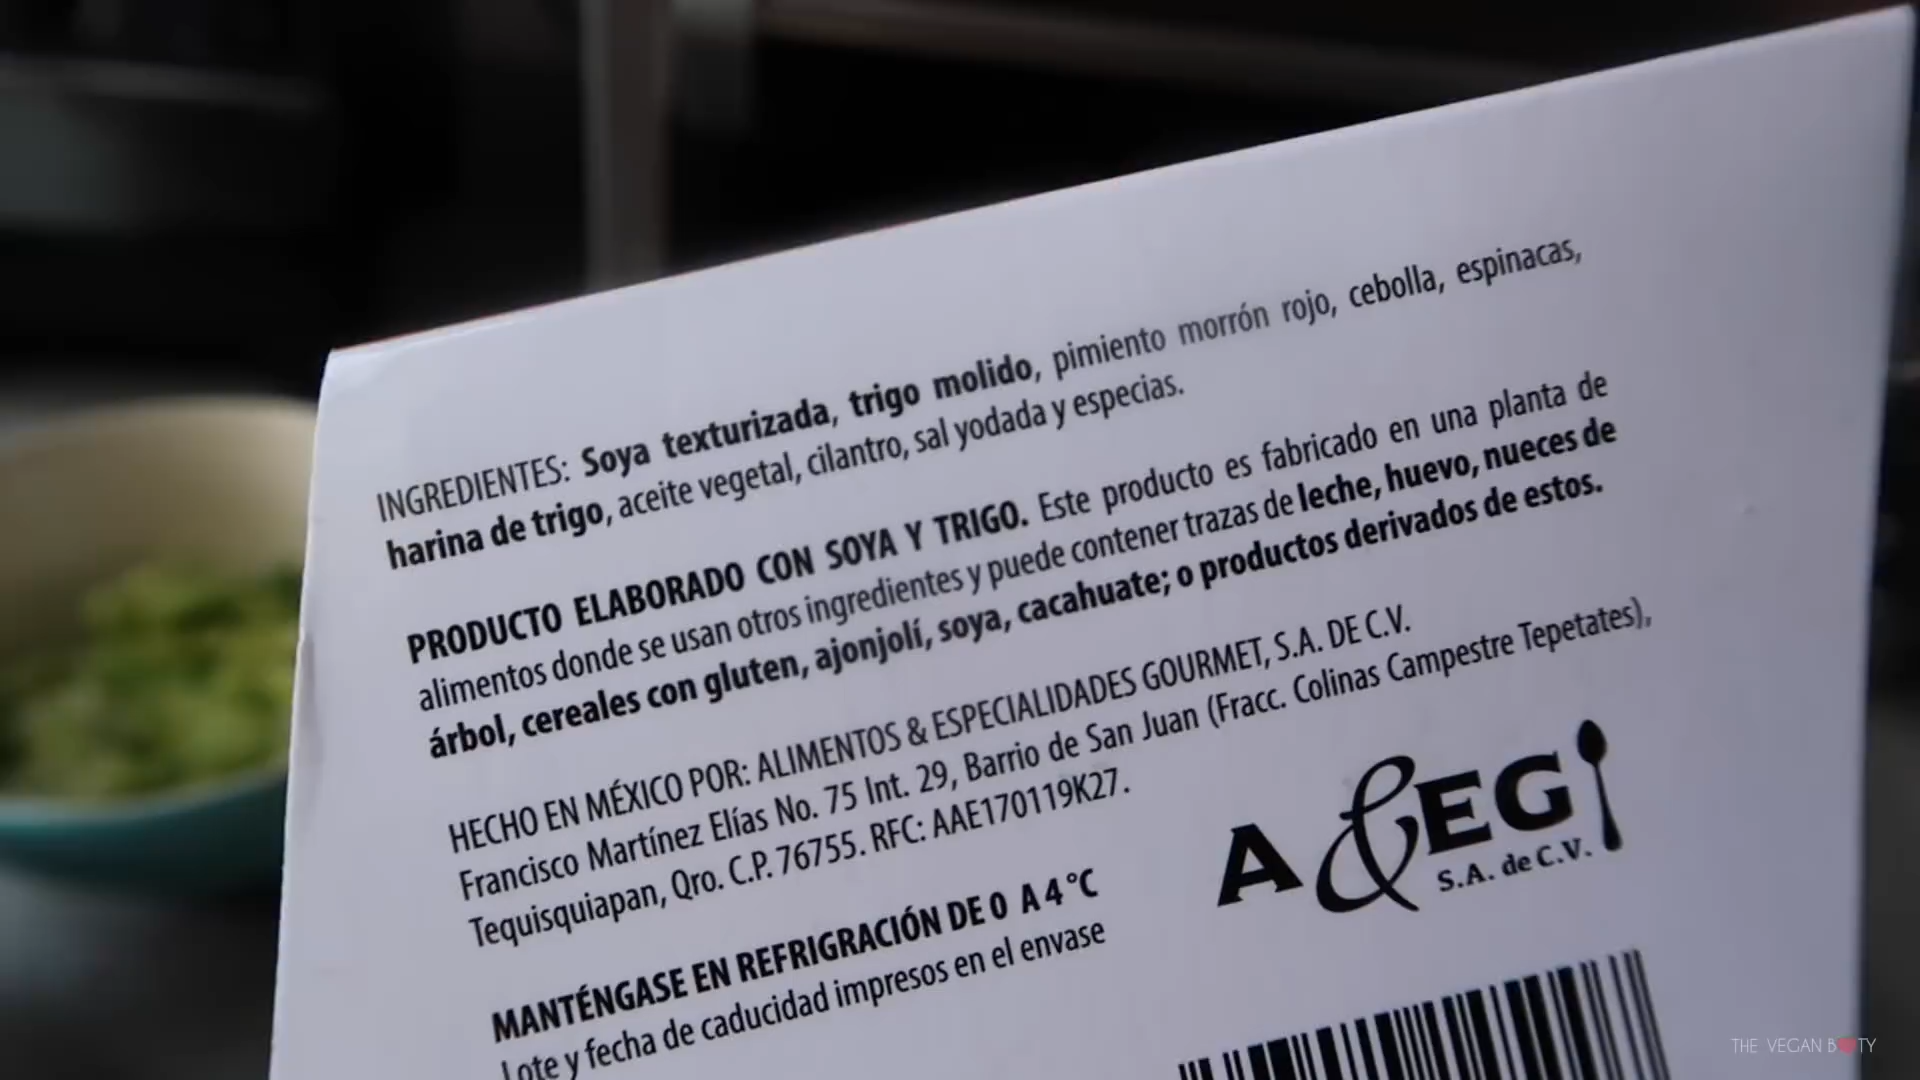 INGREDIENTES: Soya texturizada, trigo molido, pimiento morrón rojo, cebolla, espinacas,
harina de trigo, aceite vegetal, cilantro, sal yodada y especias.
PRODUCTO ELABORADO CON SOYA Y TRIGO. Este producto es fabricado en una planta de
alimentos donde se usan otros ingredientes y puede contener trazas de leche, huevo, nueces de
árbol, cereales con gluten, ajonjolí, soya, cacahuate; o productos derivados de estos.
HECHO EN MÉXICO POR: ALIMENTOS & ESPECIALIDADES GOURMET, S.A. DE C.V.
Francisco Martínez Elías No. 75 Int. 29, Barrio de San Juan (Fracc. Colinas Campestre Tepetates),
Tequisquiapan, Qro. C.P. 76755. RFC: AAE170119K27.
A&EG
S.A. de C.V.
MANTÉNGASE EN REFRIGRACIÓN DE 0 A 4 °C
Lote y fecha de caducidad impresos en el envase
THE VEGAN BOOTY